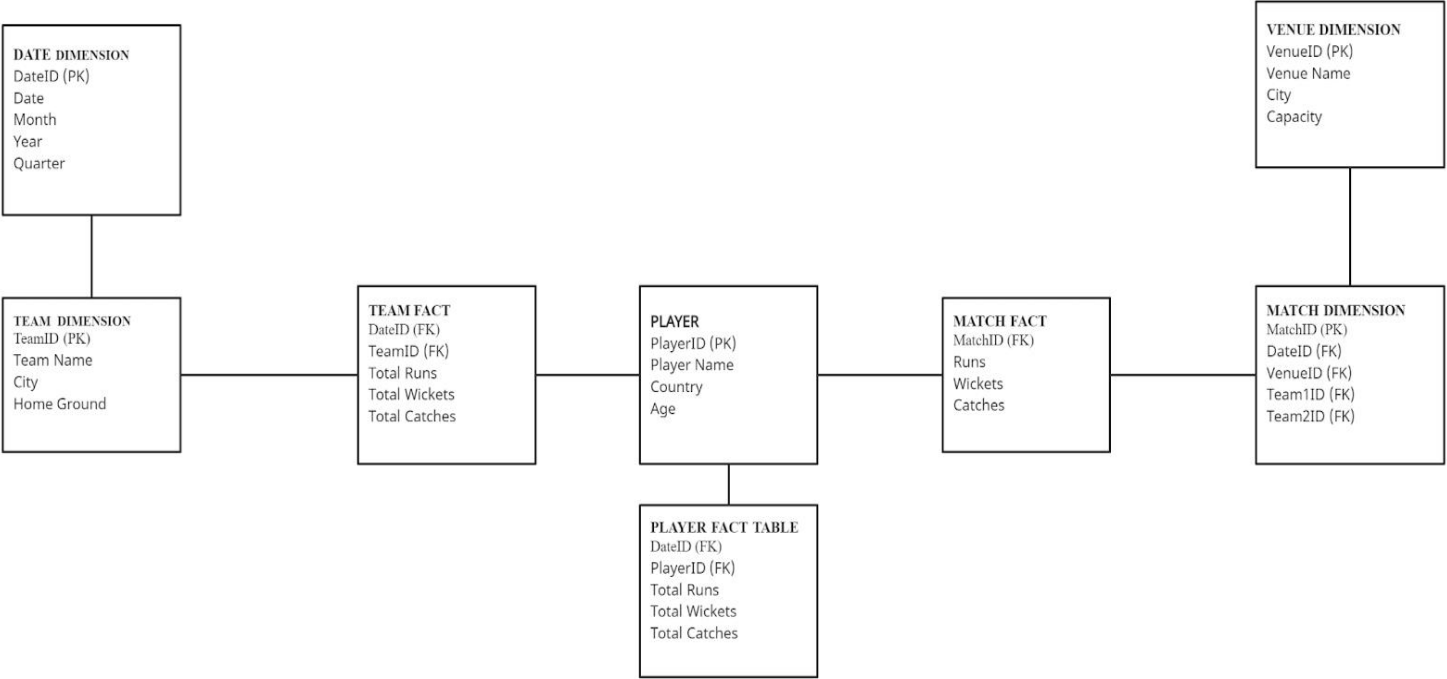 DATE DIMENSION
DateID (PK)
Date
Month
Year
Quarter
VENUE DIMENSION
VenueID (PK)
Venue Name
City
Capacity
TEAM DIMENSION
TeamID (PK)
Team Name
City
Home Ground
TEAM FACT
DateID (FK)
TeamID (FK)
Total Runs
Total Wickets
Total Catches
PLAYER
PlayerID (PK)
Player Name
Country
Age
MATCH FACT
MatchID (FK)
Runs
Wickets
Catches
MATCH DIMENSION
MatchID (PK)
DateID (FK)
VenueID (FK)
Team1ID (FK)
Team2ID (FK)
PLAYER FACT TABLE
DateID (FK)
PlayerID (FK)
Total Runs
Total Wickets
Total Catches